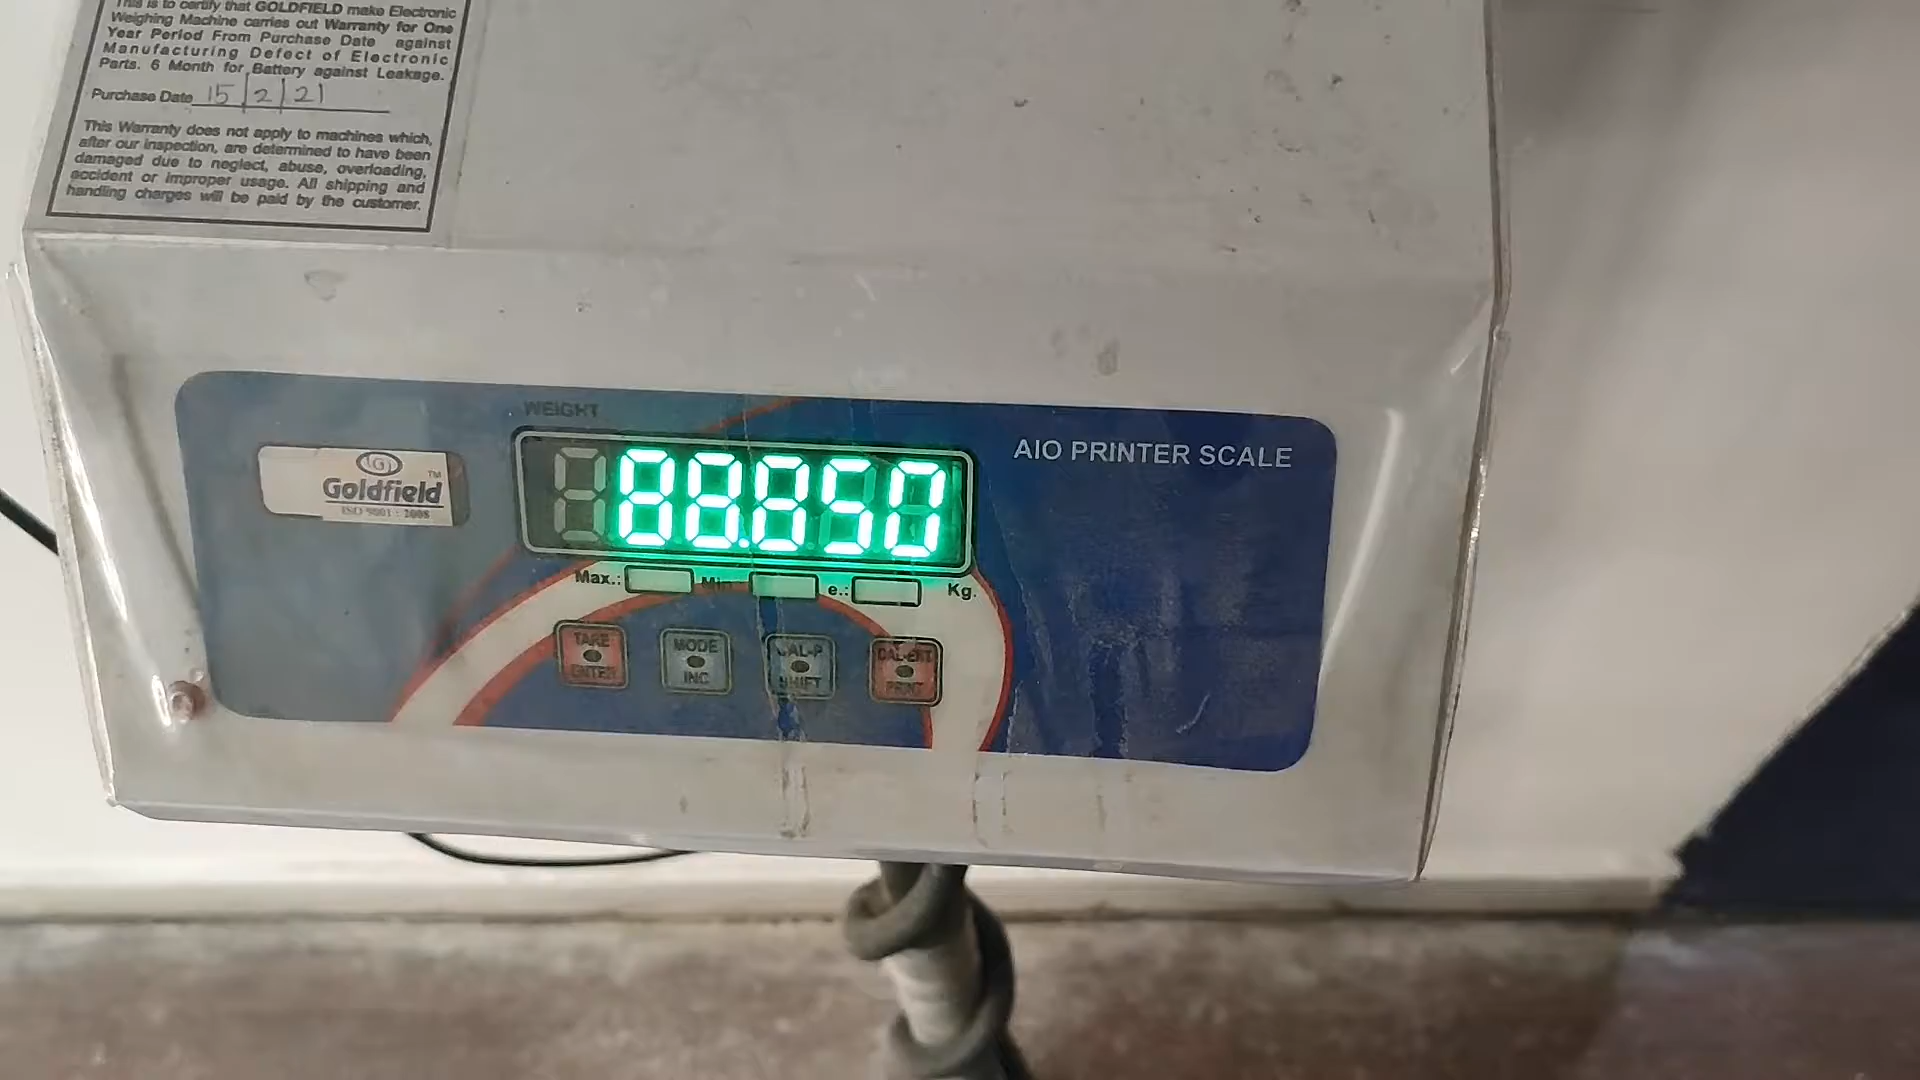 This is to certify that GOLDFIELD make Electronic
Weighing Machine carries out Warranty for One
Year Period From Purchase Date against
Manufacturing Defect of Electronic
Parts. 6 Month for Battery against Leakage.
Purchase Date 15/2/21
This Warranty does not apply to machines which,
after our inspection, are determined to have been
damaged due to neglect, abuse, overloading,
accident or improper usage. All shipping and
handling charges will be paid by the customer.
WEIGHT
AIO PRINTER SCALE
G TM
Goldfield
ISO 9001 : 2008
88.850
Max.: Min e.: Kg.
TARE ENTER
MODE INC
CAL-P SHIFT
CAL-EXT PRINT